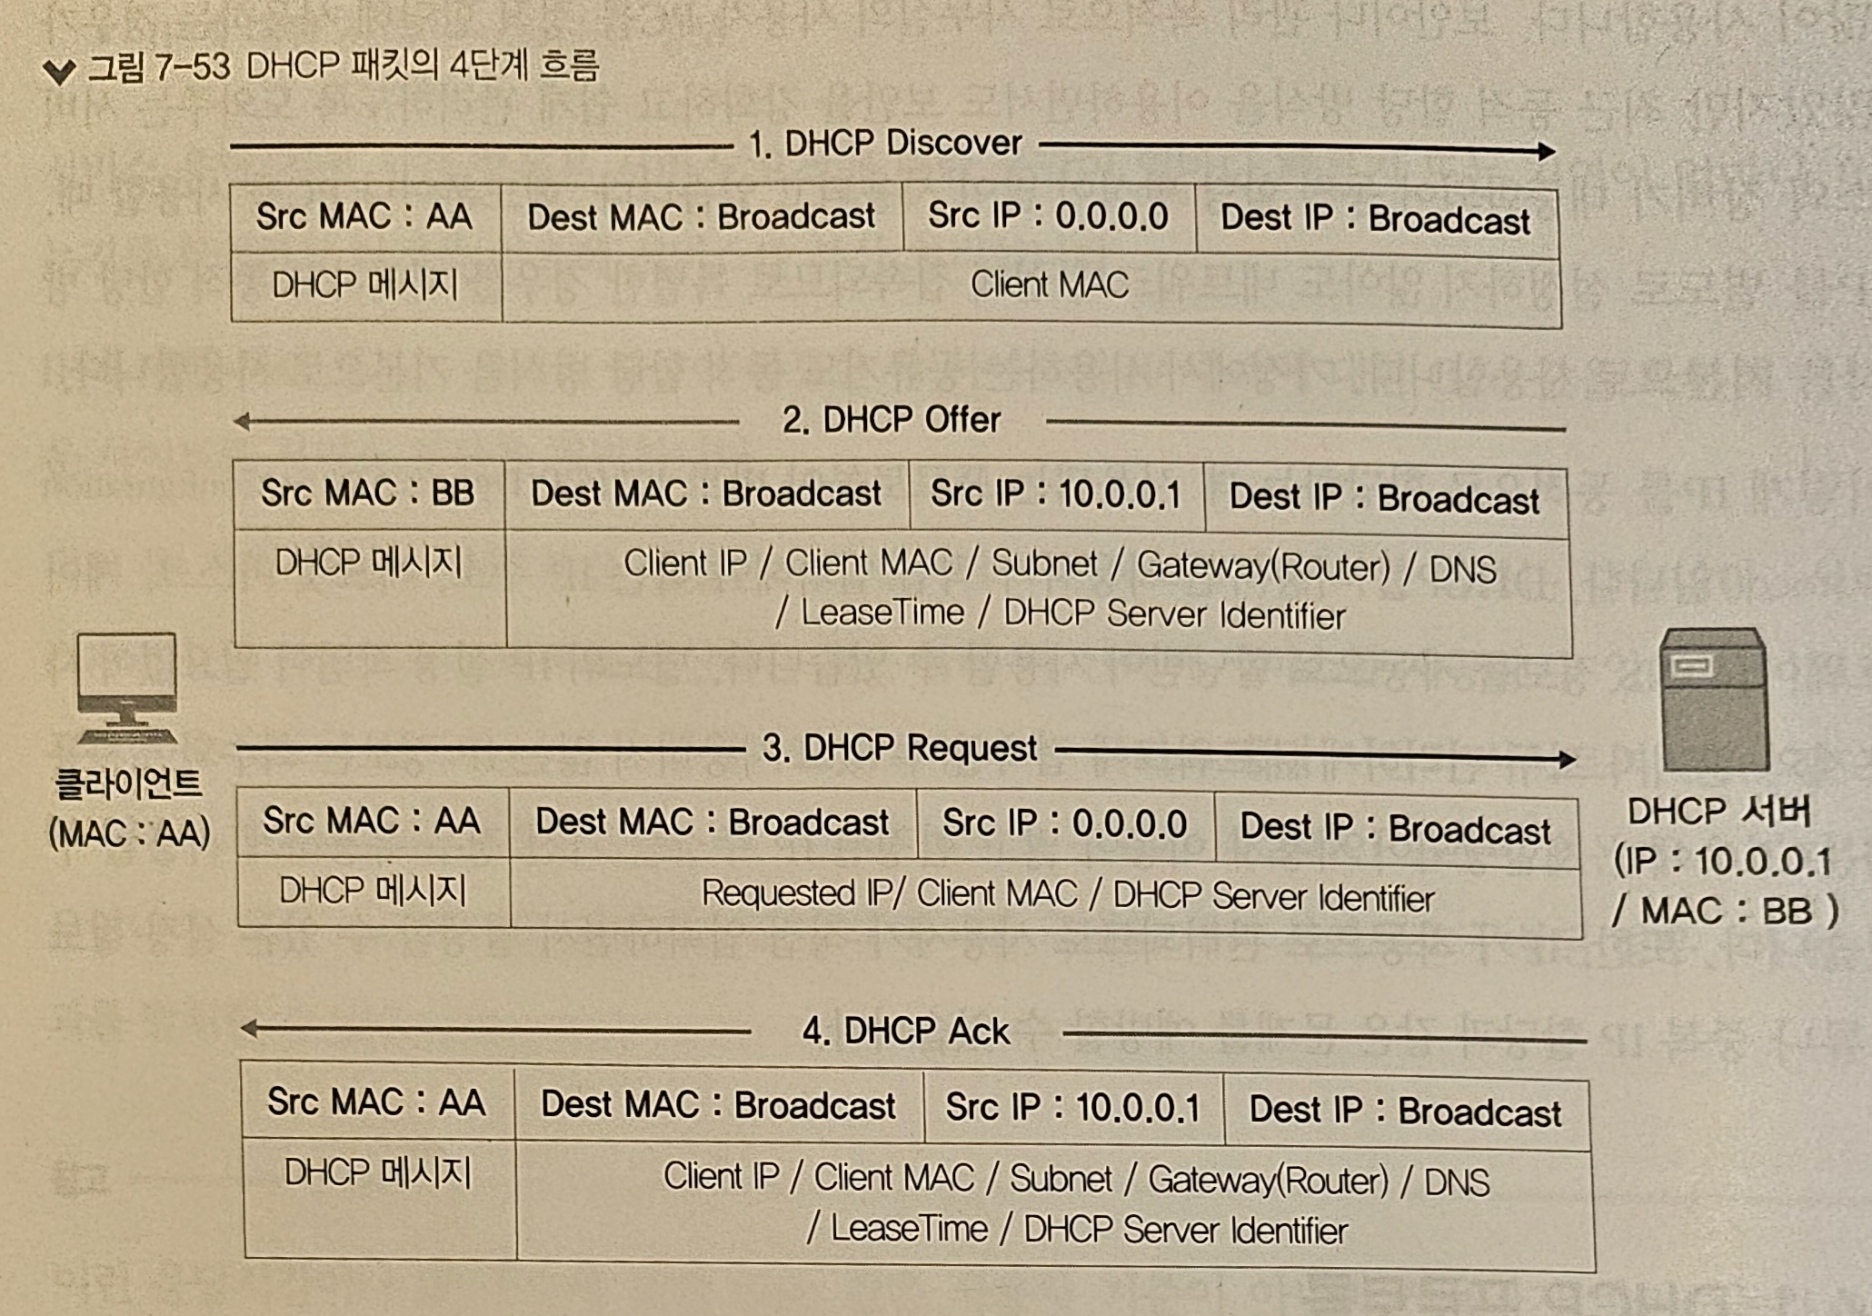 그림 7-53 DHCP 패킷의 4단계 흐름
1. DHCP Discover
Src MAC : AA Dest MAC : Broadcast Src IP : 0.0.0.0 Dest IP : Broadcast
DHCP 메시지 Client MAC
2. DHCP Offer
Src MAC : BB Dest MAC : Broadcast Src IP : 10.0.0.1 Dest IP : Broadcast
DHCP 메시지 Client IP / Client MAC / Subnet / Gateway(Router) / DNS
/ LeaseTime / DHCP Server Identifier
클라이언트
(MAC : AA)
3. DHCP Request
Src MAC : AA Dest MAC : Broadcast Src IP : 0.0.0.0 Dest IP : Broadcast
DHCP 메시지 Requested IP/ Client MAC / DHCP Server Identifier
DHCP 서버
(IP : 10.0.0.1
/ MAC : BB )
4. DHCP Ack
Src MAC : AA Dest MAC : Broadcast Src IP : 10.0.0.1 Dest IP : Broadcast
DHCP 메시지 Client IP / Client MAC / Subnet / Gateway(Router) / DNS
/ LeaseTime / DHCP Server Identifier